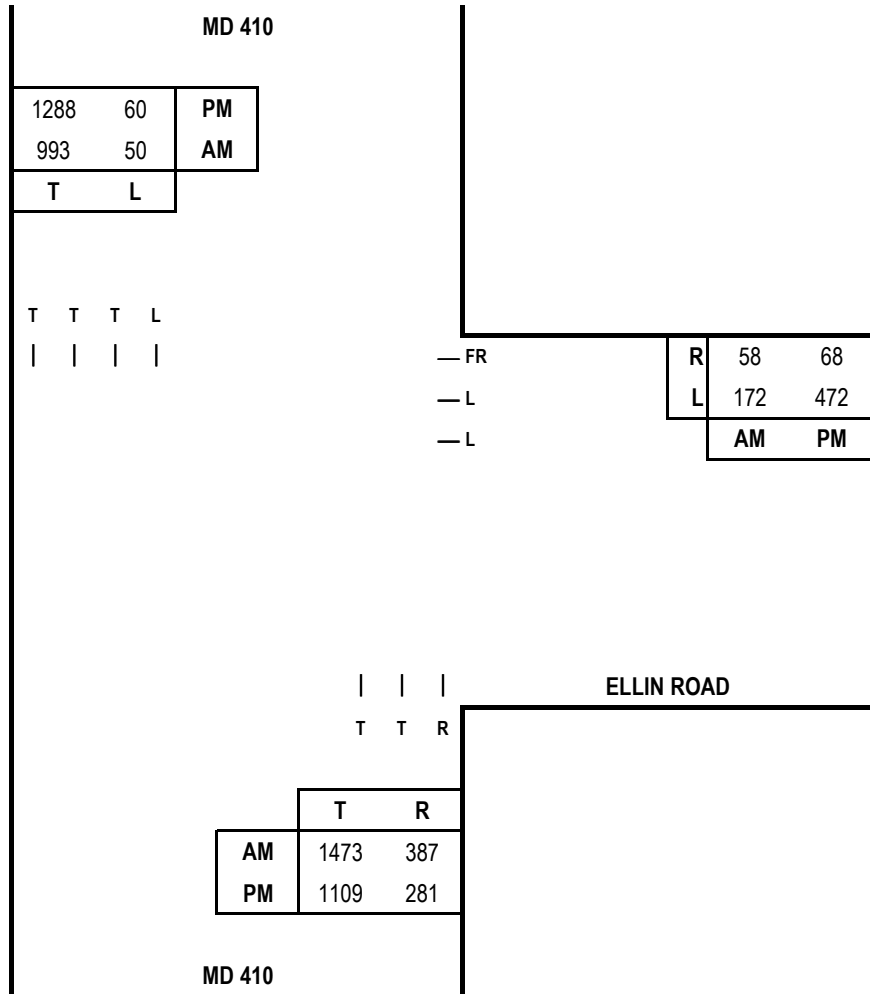 MD 410
1288 60 PM
993 50 AM
T L
T T T L
FR
R 58 68
L
L 172 472
L
AM PM
ELLIN ROAD
T T R
T R
AM 1473 387
PM 1109 281
MD 410